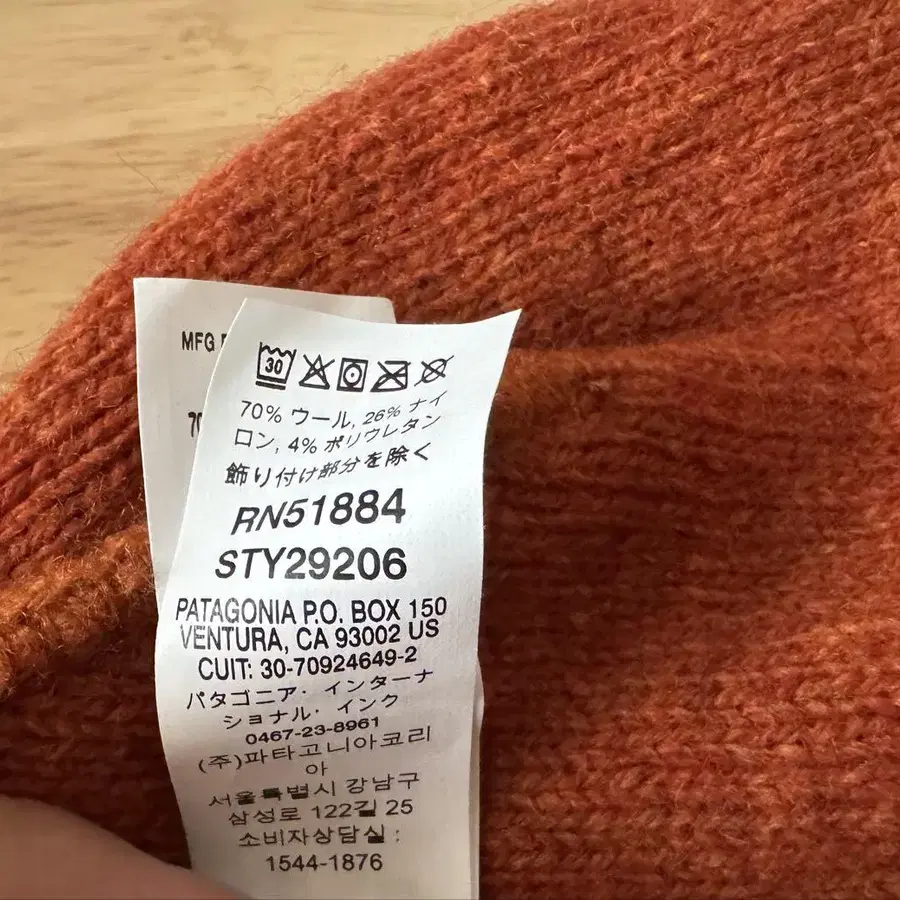 MFG
70
30
70% ウール, 26% ナイ
ロン, 4% ポリウレタン
飾り付け部分を除く
RN51884
STY29206
PATAGONIA P.O. BOX 150
VENTURA, CA 93002 US
CUIT: 30-70924649-2
パタゴニア・インターナ
ショナル・インク
0467-23-8961
(주)파타고니아코리
아
서울특별시 강남구
삼성로 122길 25
소비자상담실 :
1544-1876